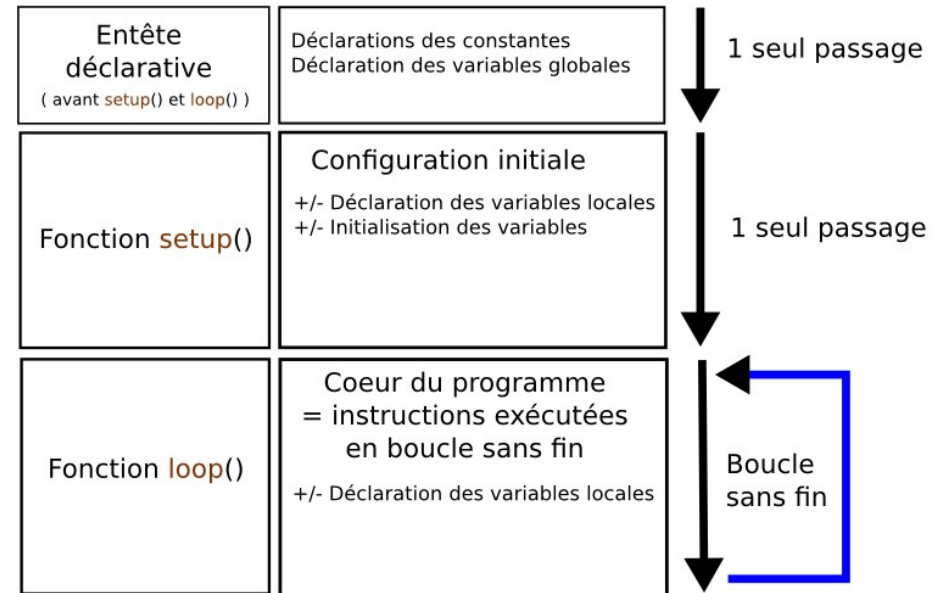 Entête
déclarative
( avant setup() et loop() )
Déclarations des constantes
Déclaration des variables globales
1 seul passage
Fonction setup()
Configuration initiale
+/- Déclaration des variables locales
+/- Initialisation des variables
1 seul passage
Fonction loop()
Coeur du programme
= instructions exécutées
en boucle sans fin
+/- Déclaration des variables locales
Boucle
sans fin